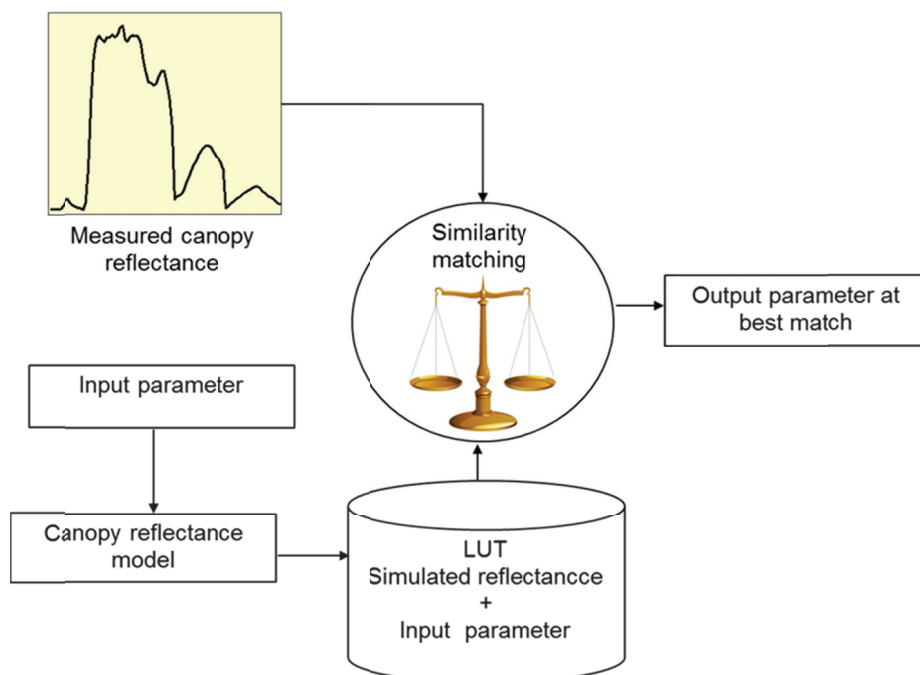 Measured canopy
reflectance
Similarity
matching
Output parameter at
best match
Input parameter
Canopy reflectance
model
LUT
Simulated reflectancce
+
Input parameter